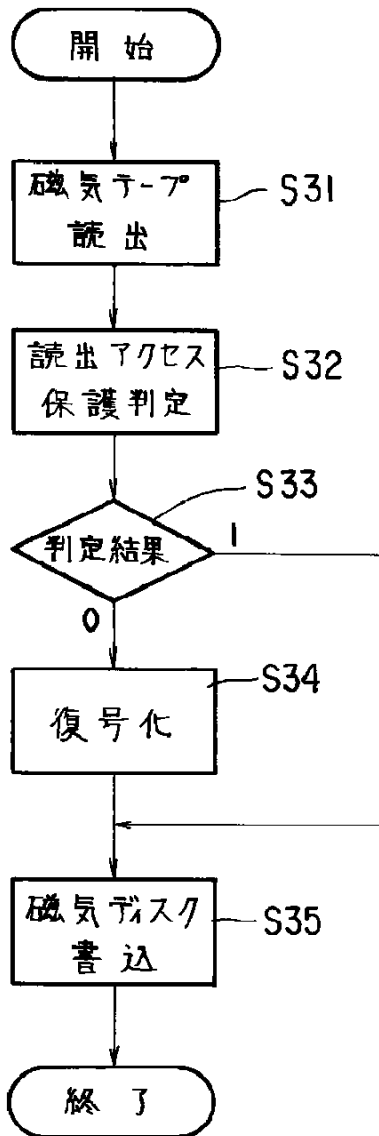 開始
磁気テープ
読出
S31
読出アクセス
保護判定
S32
S33
判定結果
1
0
復号化
S34
磁気ディスク
書込
S35
終了